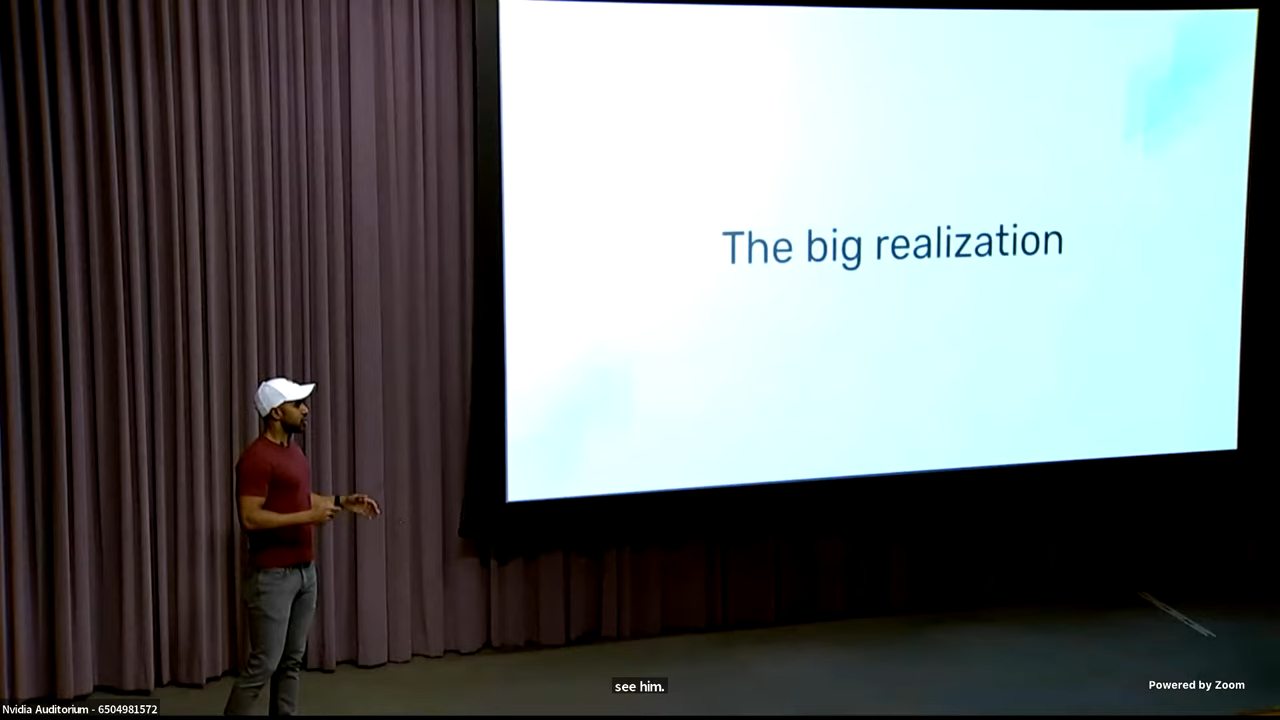 The big realization
see him.
Powered by Zoom
Nvidia Auditorium - 6504981572